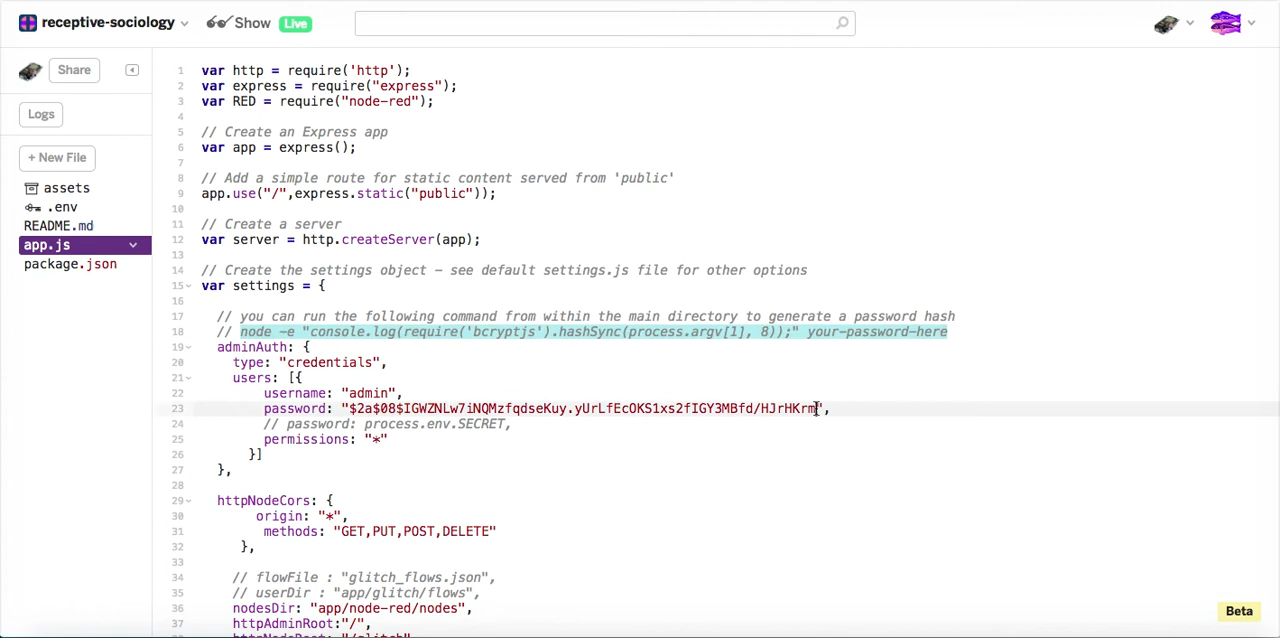 receptive-sociology Show Live
Share
Logs
+ New File
assets
.env
README.md
app.js
package.json
1 var http = require('http');
2 var express = require("express");
3 var RED = require("node-red");
4
5 // Create an Express app
6 var app = express();
7
8 // Add a simple route for static content served from 'public'
9 app.use("/",express.static("public"));
10
11 // Create a server
12 var server = http.createServer(app);
13
14 // Create the settings object – see default settings.js file for other options
15 var settings = {
16
17 // you can run the following command from within the main directory to generate a password hash
18 // node -e "console.log(require('bcryptjs').hashSync(process.argv[1], 8));" your-password-here
19 adminAuth: {
20 type: "credentials",
21 users: [{
22 username: "admin",
23 password: "$2a$08$IGWZNLw7iNQMzfqdseKuy.yUrLfEcOKS1xs2fIGY3MBfd/HJrHKrm",
24 // password: process.env.SECRET,
25 permissions: "*"
26 }]
27 },
28
29 httpNodeCors: {
30 origin: "*",
31 methods: "GET,PUT,POST,DELETE"
32 },
33
34 // flowFile : "glitch_flows.json",
35 // userDir : "app/glitch/flows",
36 nodesDir: "app/node-red/nodes",
37 httpAdminRoot:"/",
Beta